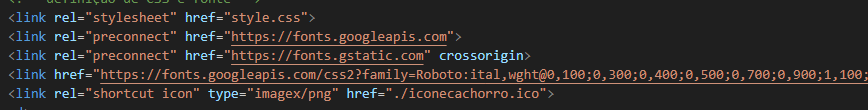 definição de CSS e fonte
<link rel="stylesheet" href="style.css">
<link rel="preconnect" href="https://fonts.googleapis.com">
<link rel="preconnect" href="https://fonts.gstatic.com" crossorigin>
<link href="https://fonts.googleapis.com/css2?family=Roboto:ital,wght@0,100;0,300;0,400;0,500;0,700;0,900;1,100;
<link rel="shortcut icon" type="imagex/png" href="./iconecachorro.ico">